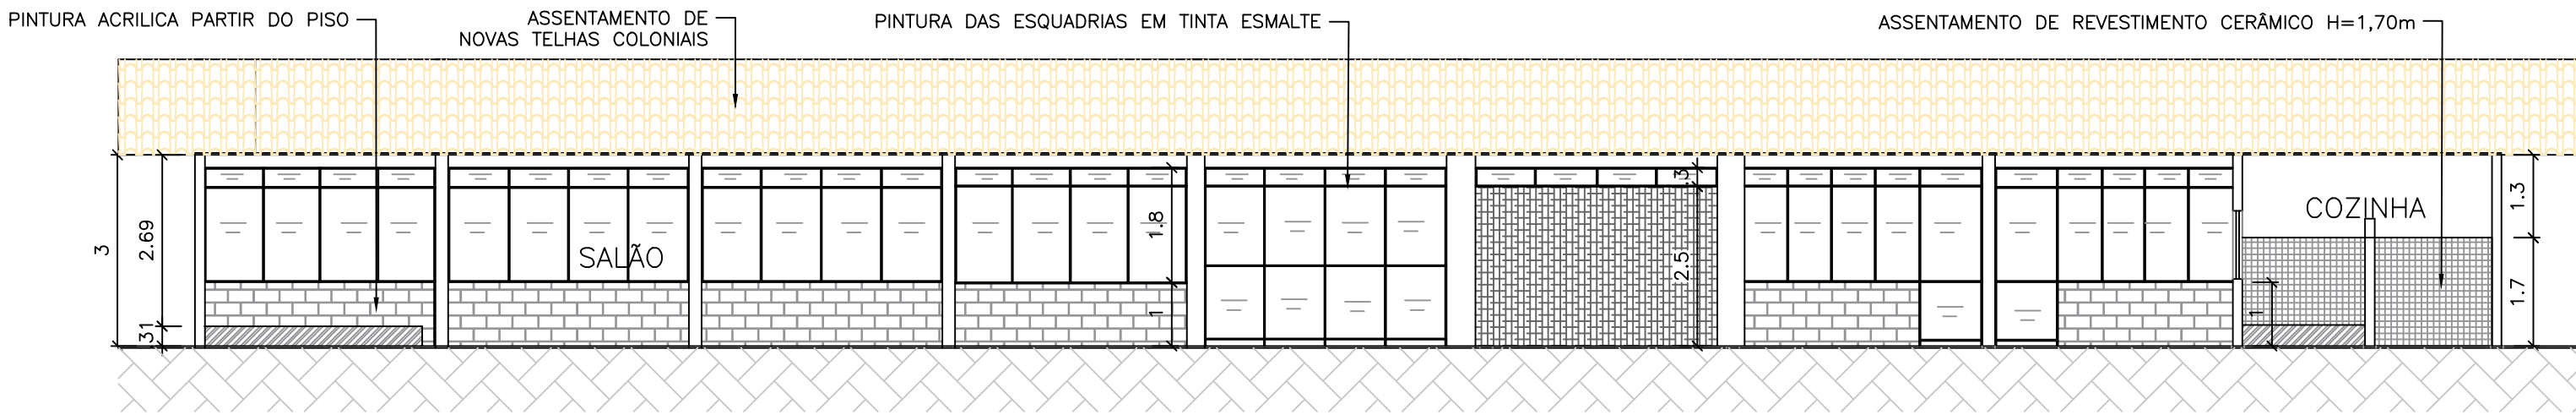 PINTURA ACRILICA PARTIR DO PISO
ASSENTAMENTO DE
NOVAS TELHAS COLONIAIS
PINTURA DAS ESQUADRIAS EM TINTA ESMALTE
ASSENTAMENTO DE REVESTIMENTO CERÂMICO H=1,70m
3
2.69
.31
SALÃO
1.8
1
.3
2.51
COZINHA
1
1.3
1.7